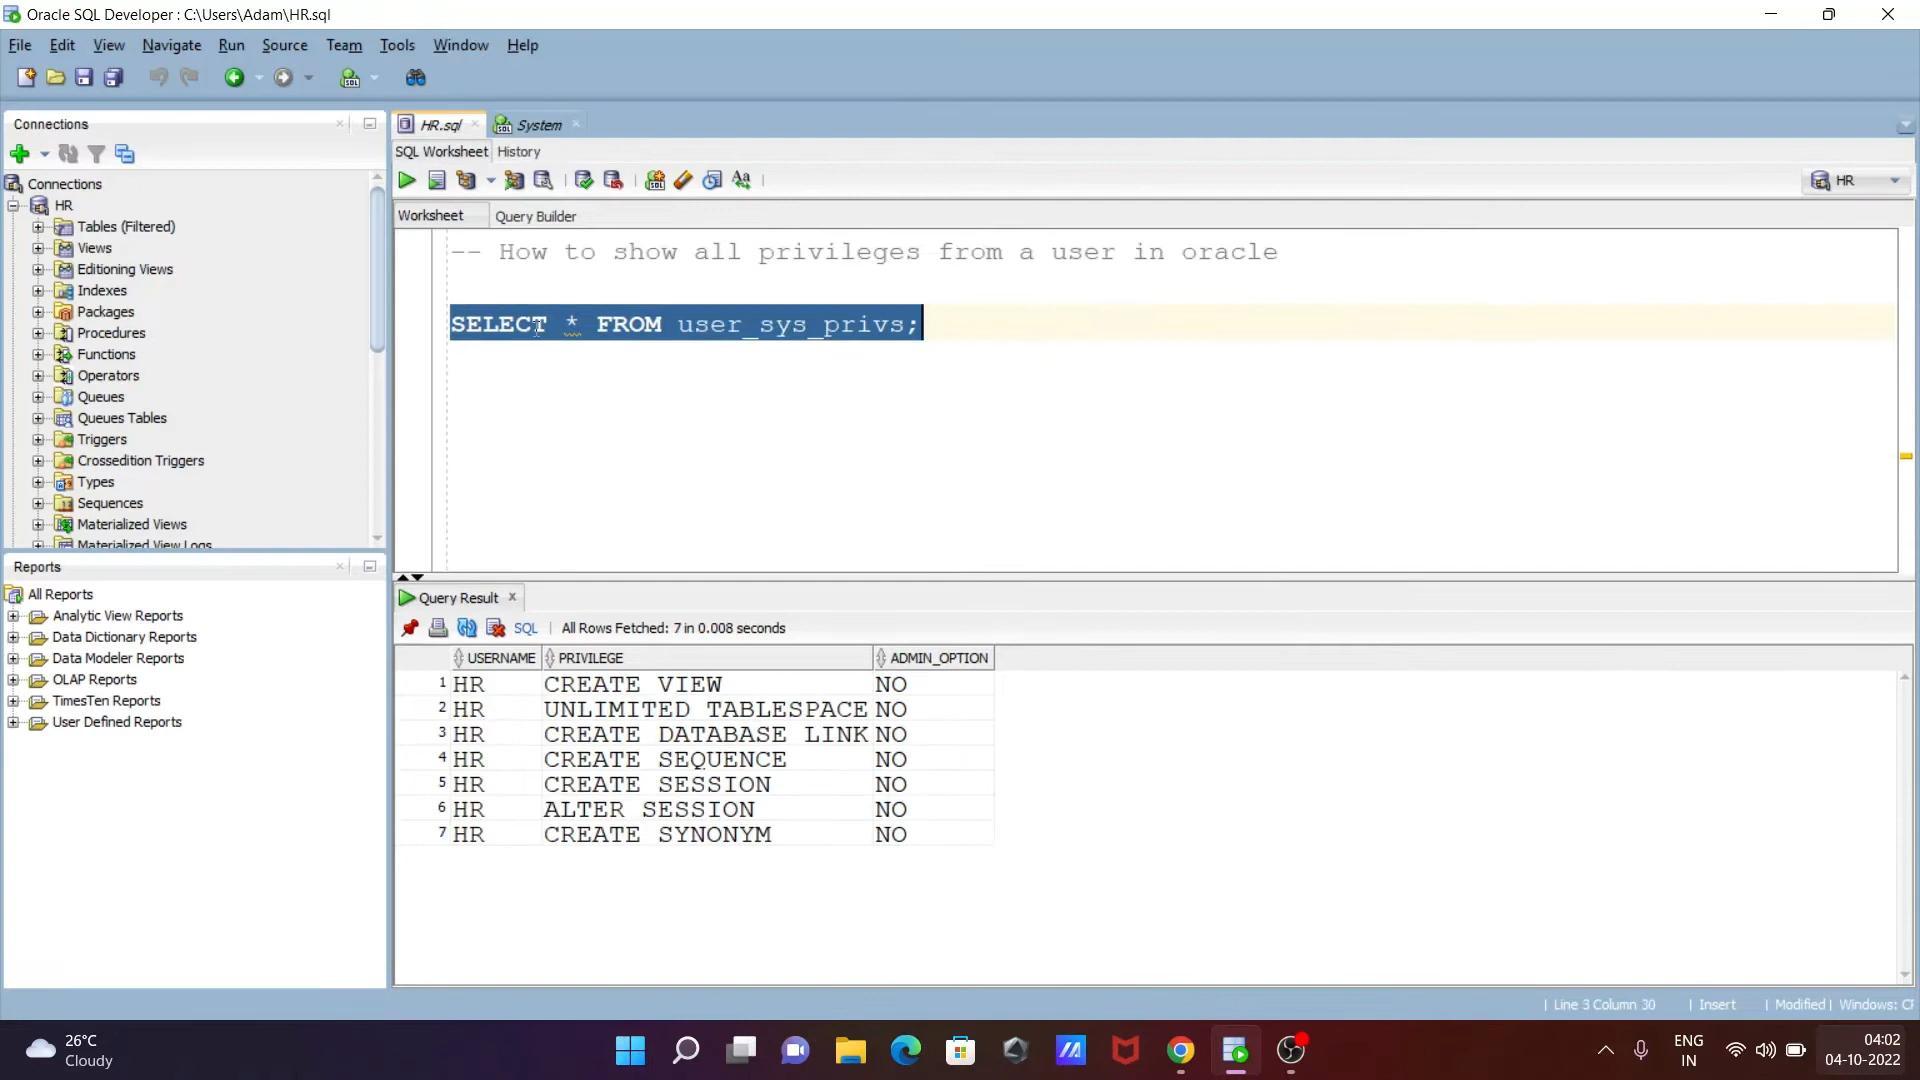 Oracle SQL Developer : C:\Users\Adam\HR.sql
File Edit View Navigate Run Source Team Tools Window Help
Connections
Connections
HR
Tables (Filtered)
Views
Editioning Views
Indexes
Packages
Procedures
Functions
Operators
Queues
Queues Tables
Triggers
Crossedition Triggers
Types
Sequences
Materialized Views
Materialized View Logs
Reports
All Reports
Analytic View Reports
Data Dictionary Reports
Data Modeler Reports
OLAP Reports
TimesTen Reports
User Defined Reports
HR.sql System
SQL Worksheet History
HR
Worksheet Query Builder
-- How to show all privileges from a user in oracle
SELECT * FROM user_sys_privs;
Query Result
SQL All Rows Fetched: 7 in 0.008 seconds
USERNAME PRIVILEGE ADMIN_OPTION
1 HR CREATE VIEW NO
2 HR UNLIMITED TABLESPACE NO
3 HR CREATE DATABASE LINK NO
4 HR CREATE SEQUENCE NO
5 HR CREATE SESSION NO
6 HR ALTER SESSION NO
7 HR CREATE SYNONYM NO
Line 3 Column 30 Insert Modified Windows:
26°C
Cloudy
ENG
IN
04:02
04-10-2022